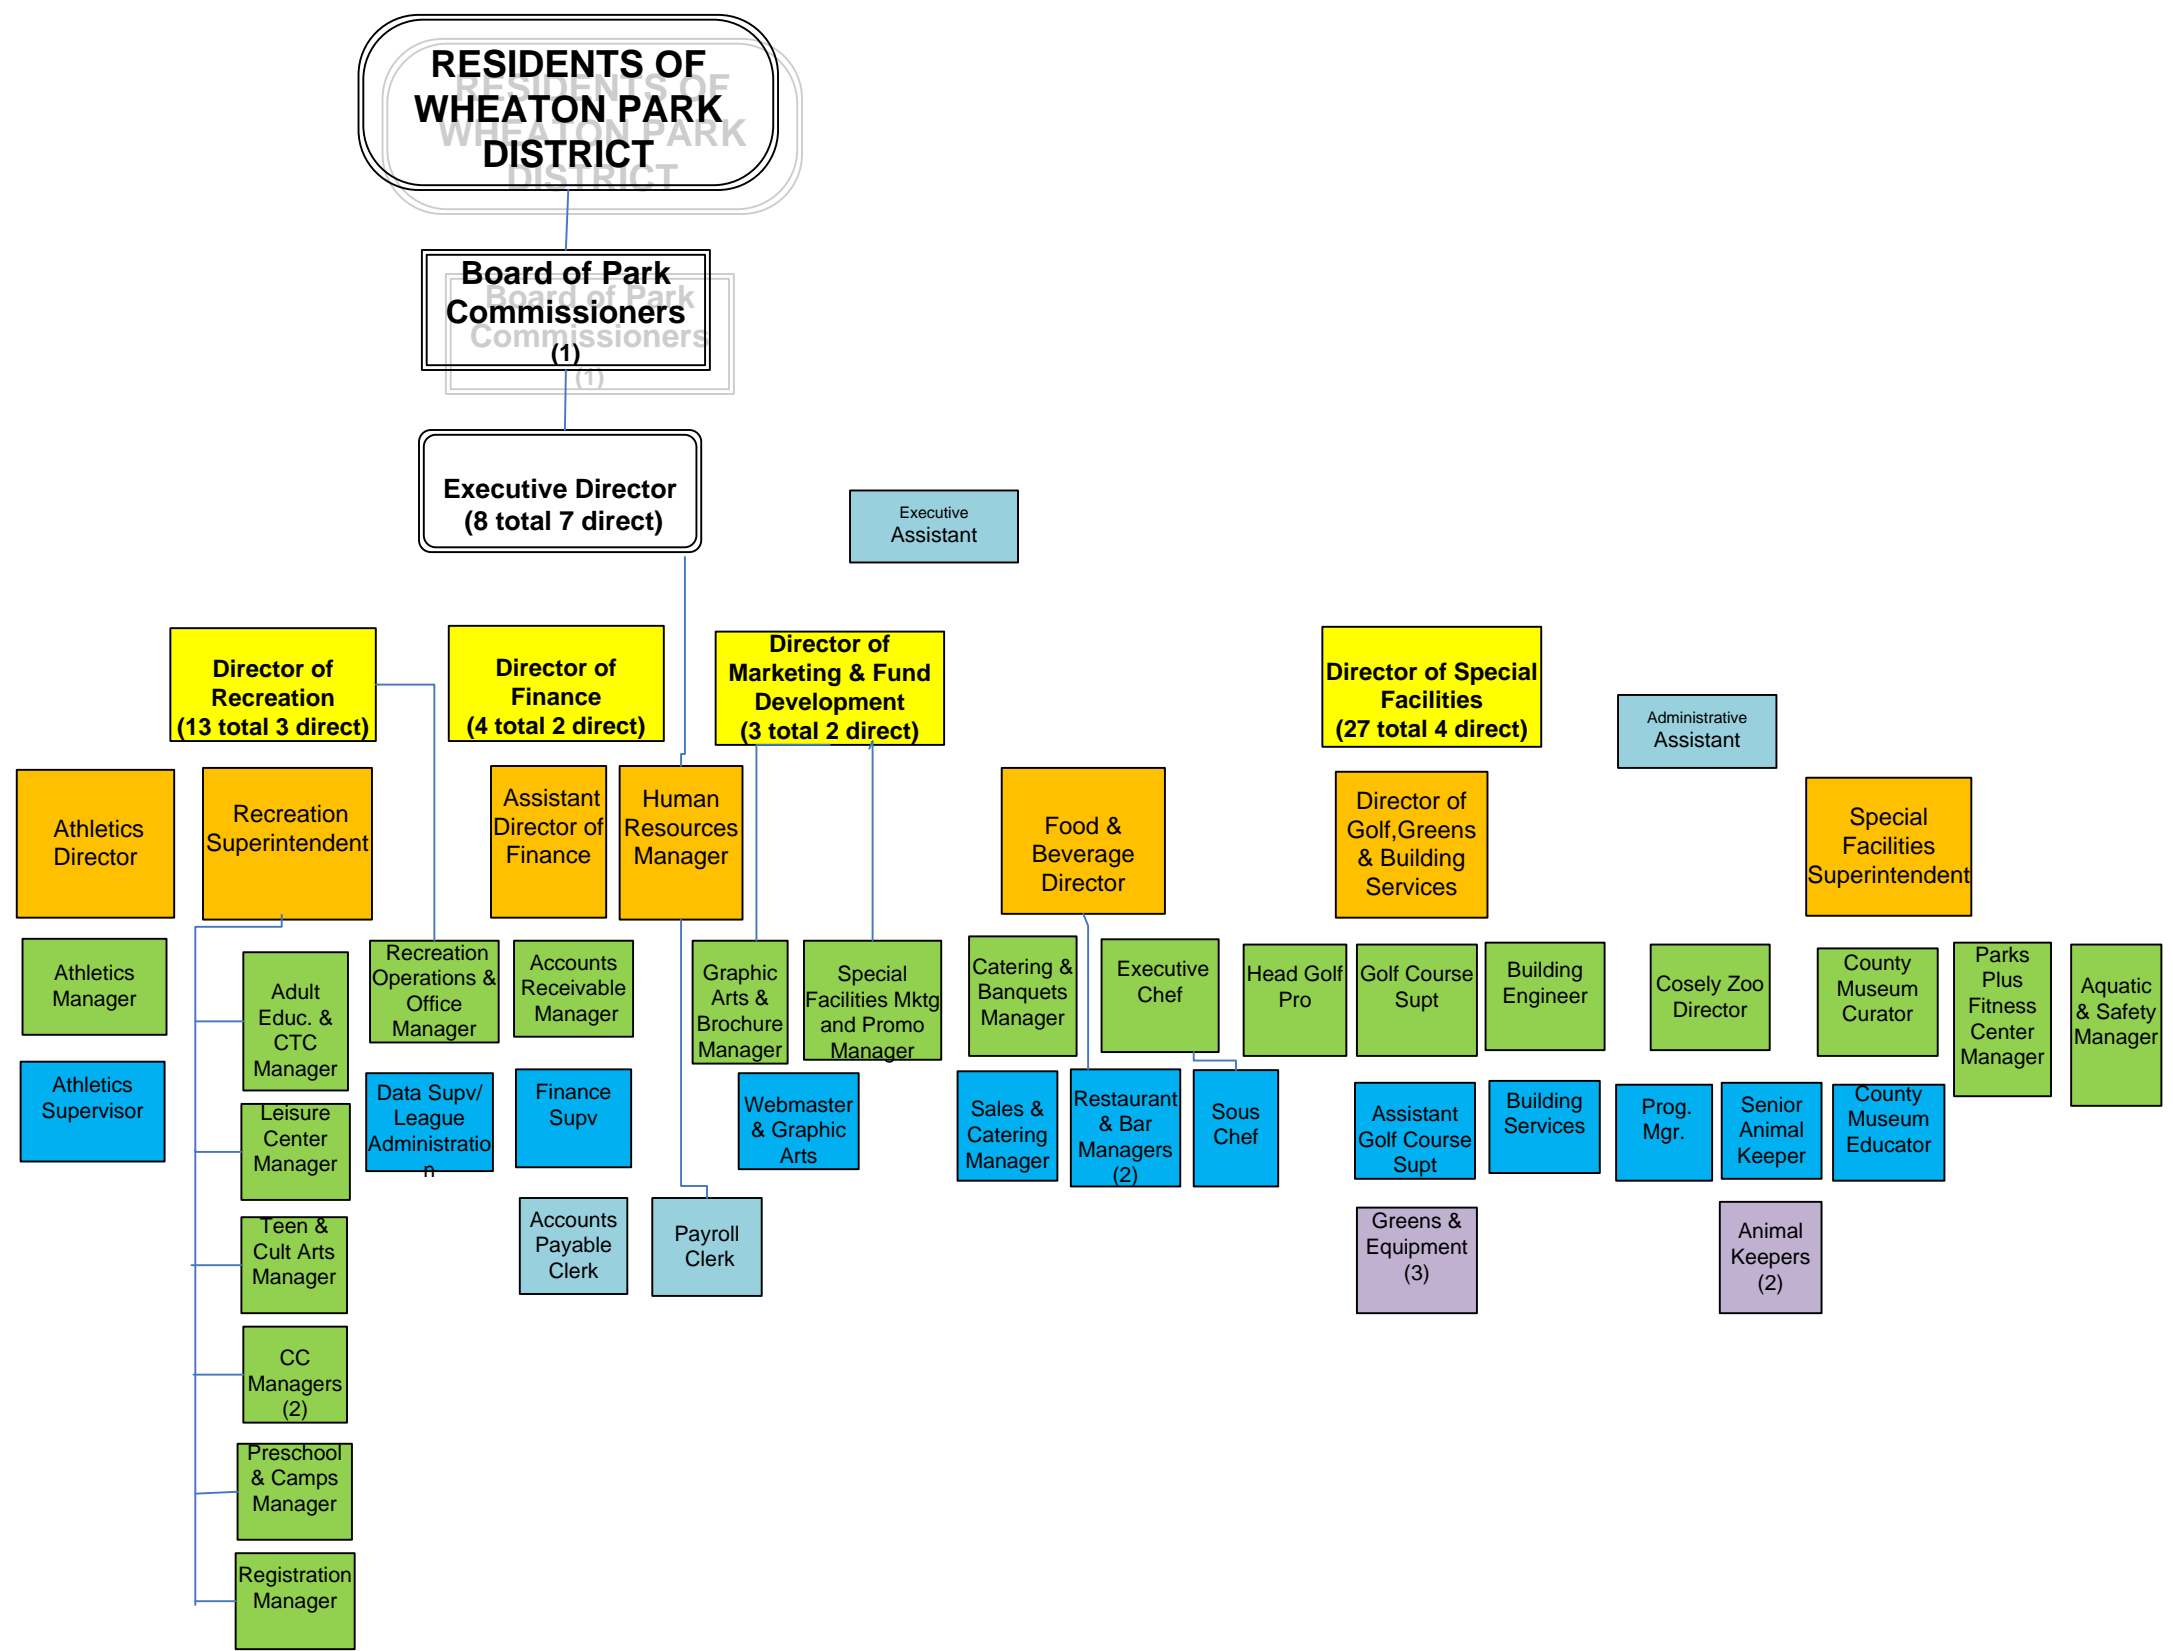 RESIDENTS OF
WHEATON PARK
DISTRICT
Board of Park
Commissioners
(1)
Executive Director
(8 total 7 direct)
Executive
Assistant
Director of
Recreation
(13 total 3 direct)
Director of
Finance
(4 total 2 direct)
Director of
Marketing & Fund
Development
(3 total 2 direct)
Director of Special
Facilities
(27 total 4 direct)
Administrative
Assistant
Athletics
Director
Recreation
Superintendent
Assistant
Director of
Finance
Human
Resources
Manager
Food &
Beverage
Director
Director of
Golf,Greens
& Building
Services
Special
Facilities
Superintendent
Athletics
Manager
Adult
Educ. &
CTC
Manager
Recreation
Operations &
Office
Manager
Accounts
Receivable
Manager
Graphic
Arts &
Brochure
Manager
Special
Facilities Mktg
and Promo
Manager
Catering &
Banquets
Manager
Executive
Chef
Head Golf
Pro
Golf Course
Supt
Building
Engineer
Cosely Zoo
Director
County
Museum
Curator
Parks
Plus
Fitness
Center
Manager
Aquatic
& Safety
Manager
Athletics
Supervisor
Leisure
Center
Manager
Data Supv/
League
Administratio
n
Finance
Supv
Webmaster
& Graphic
Arts
Sales &
Catering
Manager
Restaurant
& Bar
Managers
(2)
Sous
Chef
Assistant
Golf Course
Supt
Building
Services
Prog.
Mgr.
Senior
Animal
Keeper
County
Museum
Educator
Teen &
Cult Arts
Manager
Accounts
Payable
Clerk
Payroll
Clerk
Greens &
Equipment
(3)
Animal
Keepers
(2)
CC
Managers
(2)
Preschool
& Camps
Manager
Registration
Manager